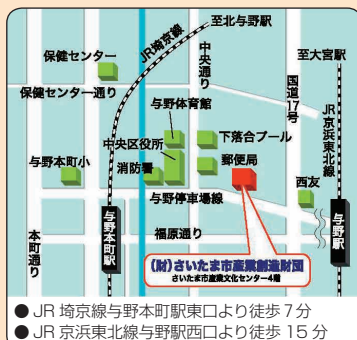 至北与野駅
JR埼京線
中央通り
至大宮駅
保健センター
保健センター通り
国道17号
JR京浜東北線
与野体育館
下落合プール
中央区役所
郵便局
与野本町小
消防署
西友
与野停車場線
本町通り
与野本町駅
福原通り
与野駅
(財)さいたま市産業創造財団
さいたま市産業文化センター4階
● JR 埼京線与野本町駅東口より徒歩7分
● JR 京浜東北線与野駅西口より徒歩 15 分